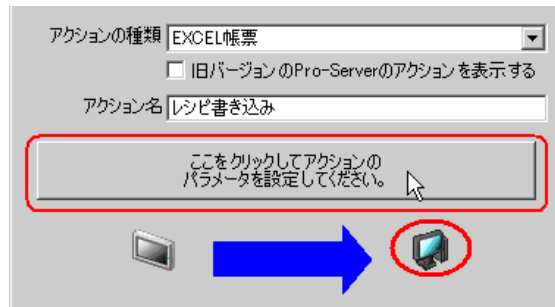 アクションの種類 EXCEL帳票
旧バージョンのPro-Serverのアクションを表示する
アクション名 レシピ書き込み
ここをクリックしてアクションの
パラメータを設定してください。